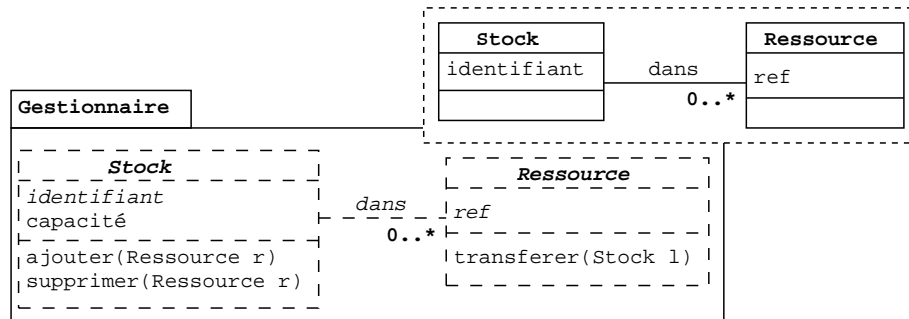 Stock
Ressource
identifiant
dans
ref
0..*
Gestionnaire
Stock
Ressource
identifiant
capacité
dans
ref
0..*
ajouter(Ressource r)
supprimer(Ressource r)
transferer(Stock l)